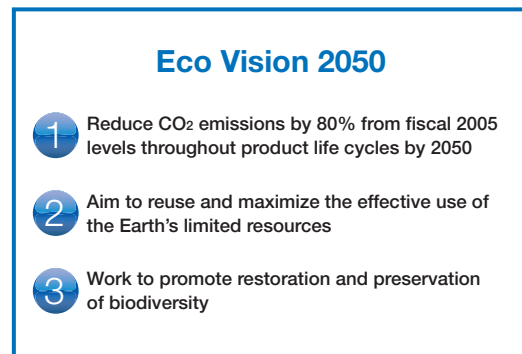 Eco Vision 2050
1 Reduce CO2 emissions by 80% from fiscal 2005
levels throughout product life cycles by 2050
2 Aim to reuse and maximize the effective use of
the Earth's limited resources
3 Work to promote restoration and preservation
of biodiversity